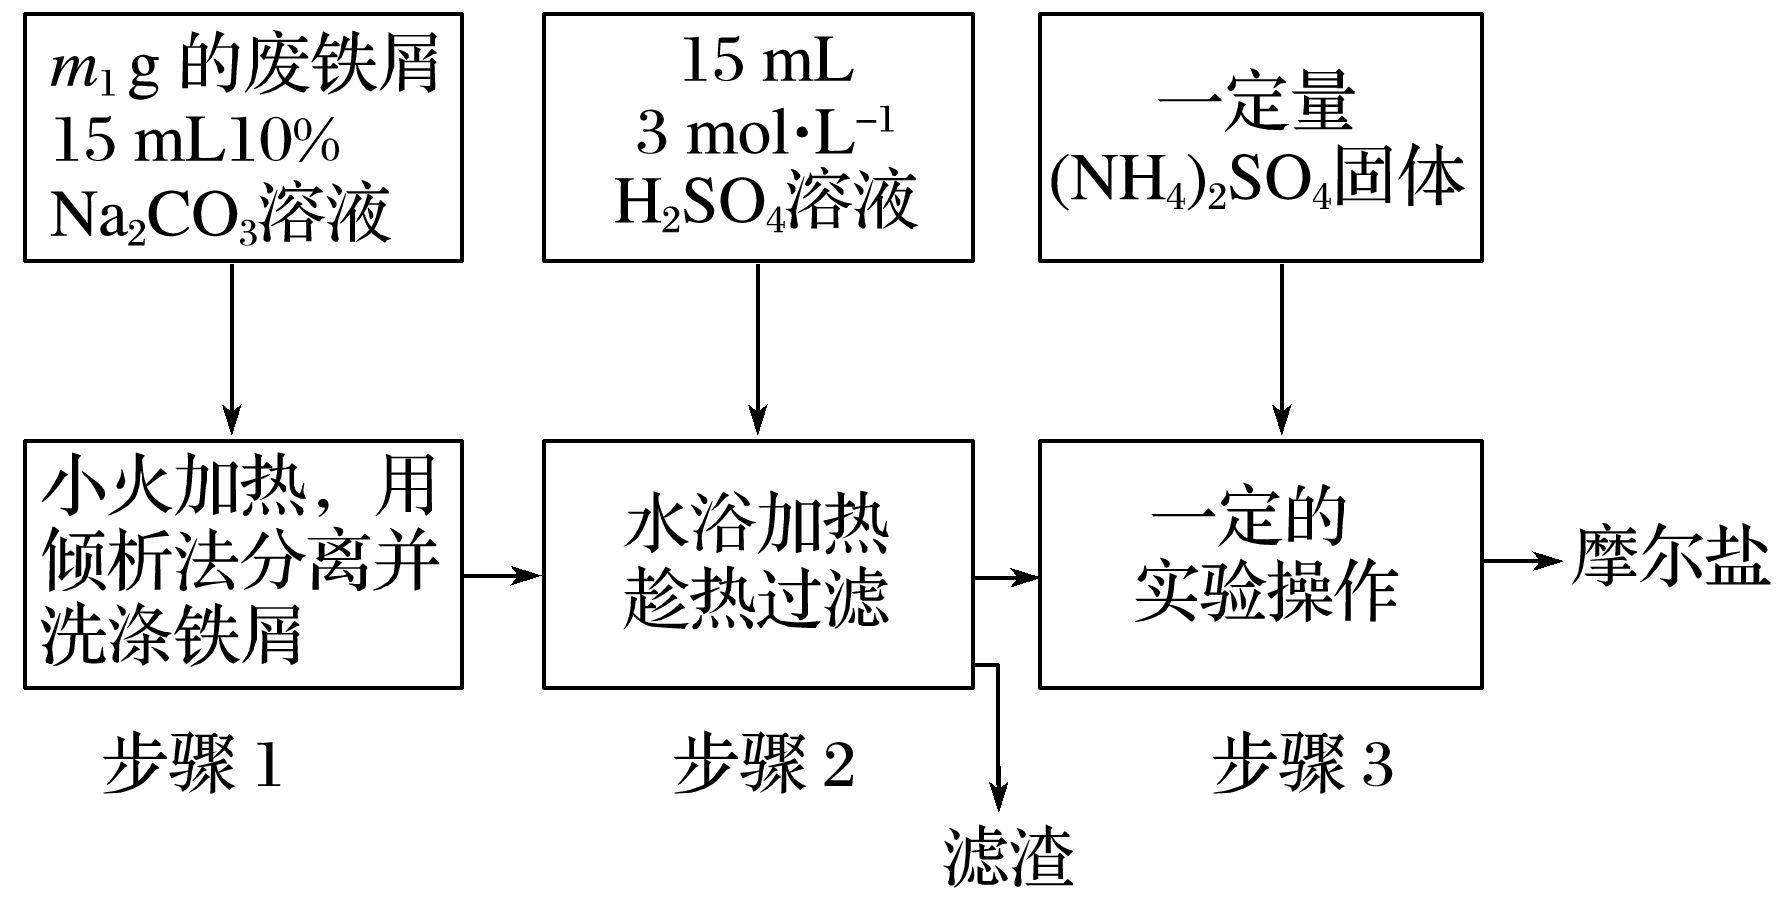 m₁ g 的废铁屑
15 mL10%
Na₂CO₃溶液
15 mL
3 mol·L⁻¹
H₂SO₄溶液
一定量
(NH₄)₂SO₄固体
小火加热，用
倾析法分离并
洗涤铁屑
水浴加热
趁热过滤
一定的
实验操作
摩尔盐
步骤 1
步骤 2
步骤 3
滤渣